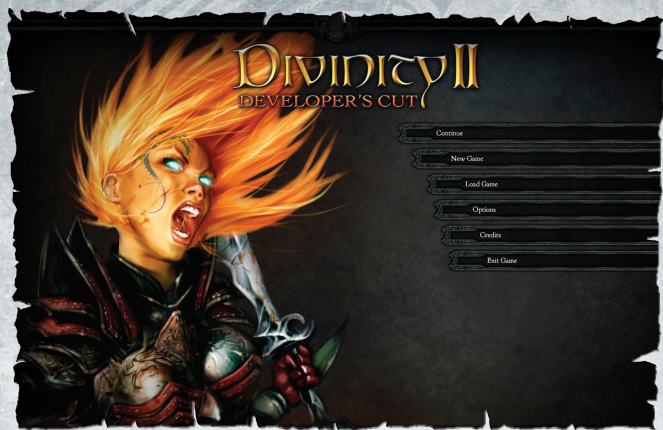 DIVINITY II
DEVELOPER'S CUT
Continue
New Game
Load Game
Options
Credits
Exit Game